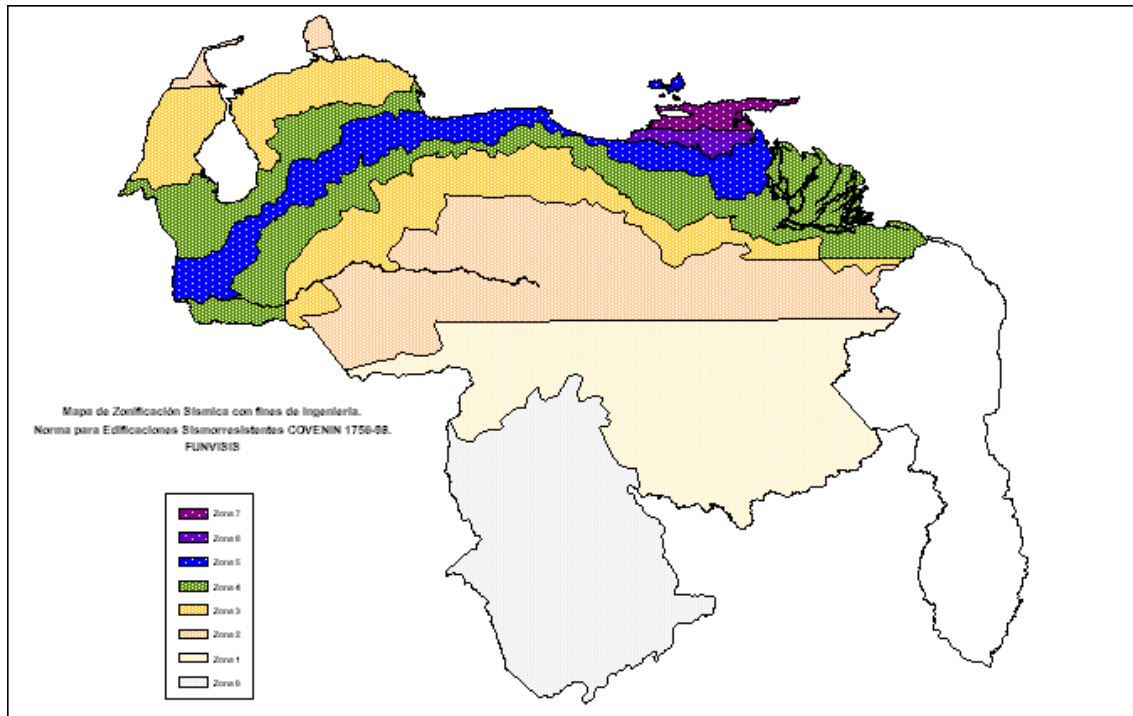 Mapa de Zonificación Sísmica con fines de Ingeniería.
Norma para Edificaciones Sismorresistentes COVENIN 1756-98.
FUNVISIS
Zona 7
Zona 6
Zona 5
Zona 4
Zona 3
Zona 2
Zona 1
Zona 0